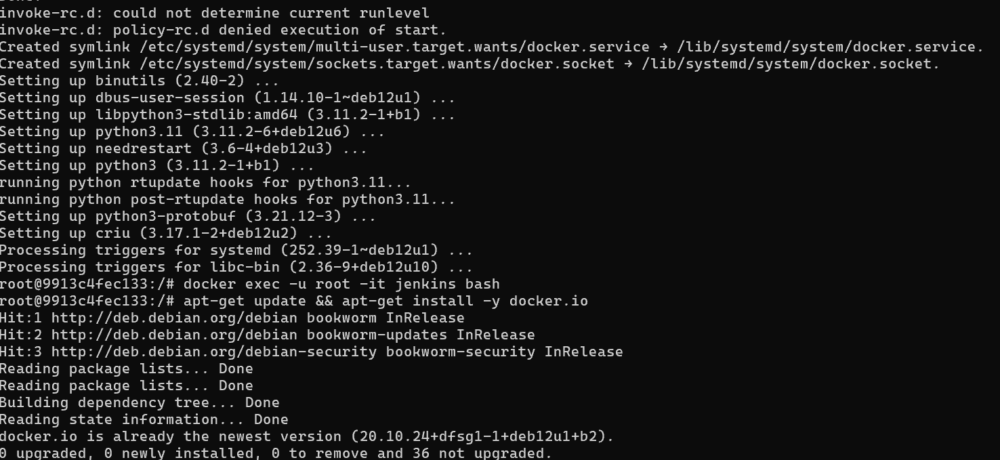 invoke-rc.d: could not determine current runlevel
invoke-rc.d: policy-rc.d denied execution of start.
Created symlink /etc/systemd/system/multi-user.target.wants/docker.service → /lib/systemd/system/docker.service.
Created symlink /etc/systemd/system/sockets.target.wants/docker.socket → /lib/systemd/system/docker.socket.
Setting up binutils (2.40-2) ...
Setting up dbus-user-session (1.14.10-1~deb12u1) ...
Setting up libpython3-stdlib:amd64 (3.11.2-1+b1) ...
Setting up python3.11 (3.11.2-6+deb12u6) ...
Setting up needrestart (3.6-4+deb12u3) ...
Setting up python3 (3.11.2-1+b1) ...
running python rtupdate hooks for python3.11...
running python post-rtupdate hooks for python3.11...
Setting up python3-protobuf (3.21.12-3) ...
Setting up criu (3.17.1-2+deb12u2) ...
Processing triggers for systemd (252.39-1~deb12u1) ...
Processing triggers for libc-bin (2.36-9+deb12u10) ...
root@9913c4fec133:/# docker exec -u root -it jenkins bash
root@9913c4fec133:/# apt-get update && apt-get install -y docker.io
Hit:1 http://deb.debian.org/debian bookworm InRelease
Hit:2 http://deb.debian.org/debian bookworm-updates InRelease
Hit:3 http://deb.debian.org/debian-security bookworm-security InRelease
Reading package lists... Done
Reading package lists... Done
Building dependency tree... Done
Reading state information... Done
docker.io is already the newest version (20.10.24+dfsg1-1+deb12u1+b2).
0 upgraded, 0 newly installed, 0 to remove and 36 not upgraded.